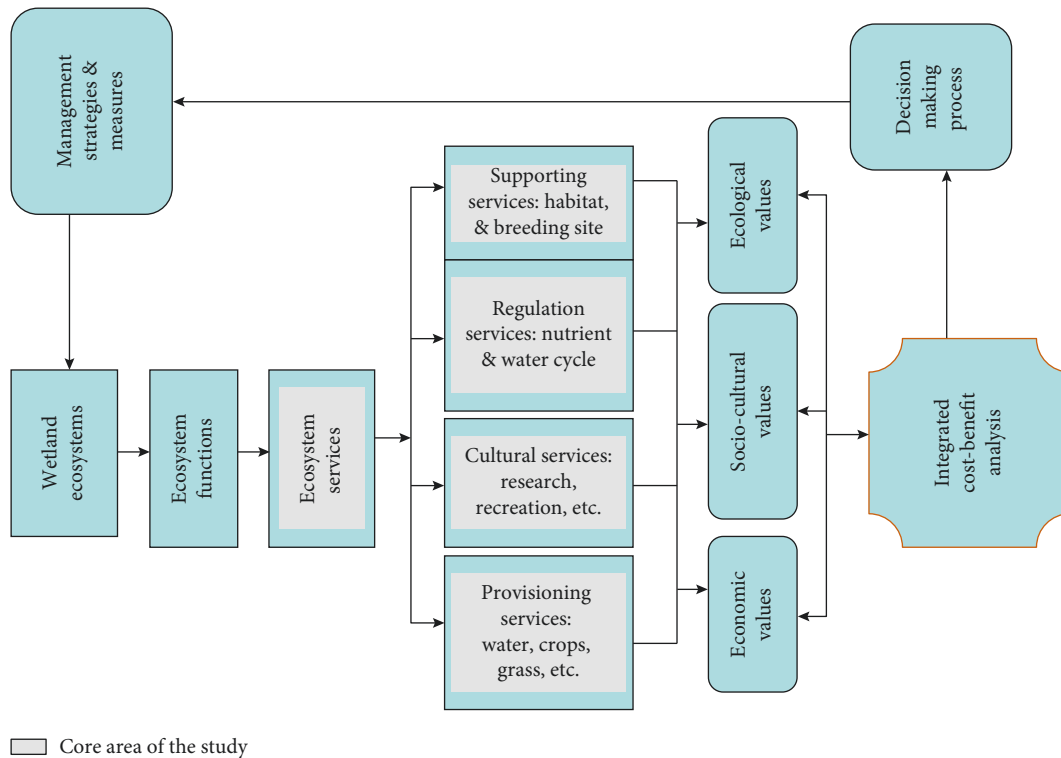 Management
strategies &
measures
Decision
making
process
Wetland
ecosystems
Ecosystem
functions
Ecosystem
services
Supporting
services: habitat,
& breeding site
Regulation
services: nutrient
& water cycle
Cultural services:
research,
recreation, etc.
Provisioning
services:
water, crops,
grass, etc.
Ecological
values
Socio-cultural values
Economic
values
Integrated
cost-benefit
analysis
Core area of the study